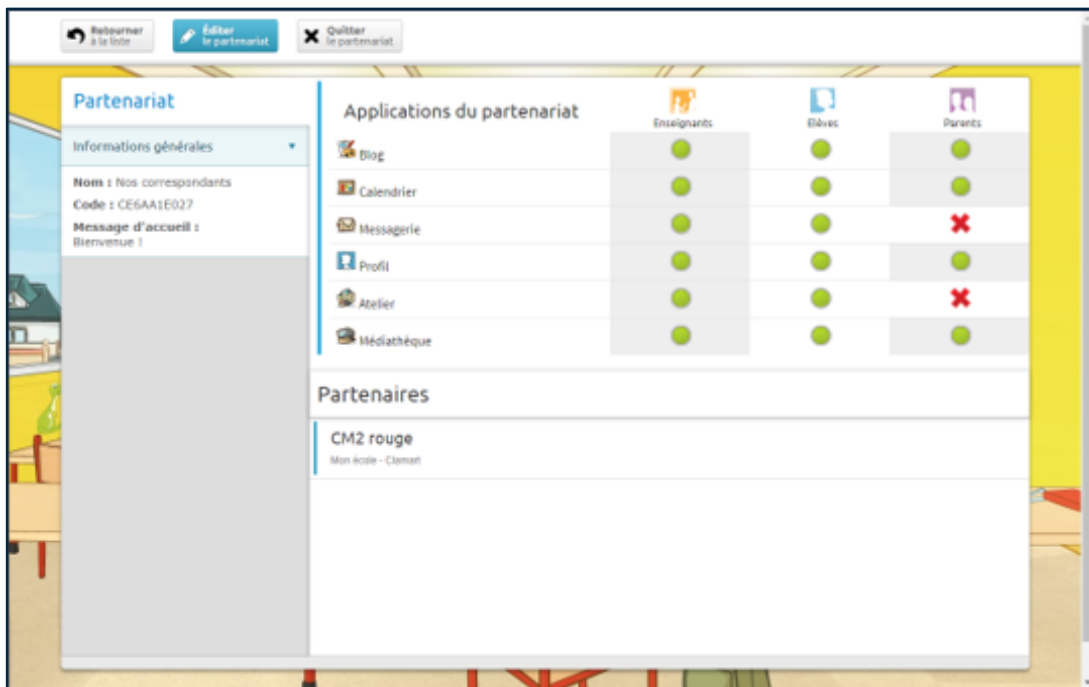 Retourner
à la liste
Éditer
le partenariat
Quitter
le partenariat
Partenariat
Informations générales
Nom : Nos correspondants
Code : CE6AA1E027
Message d'accueil :
Bienvenue !
Applications du partenariat
Enseignants
Élèves
Parents
Blog
Calendrier
Messagerie
Profil
Atelier
Médiathèque
Partenaires
CM2 rouge
Mon école - Clamart